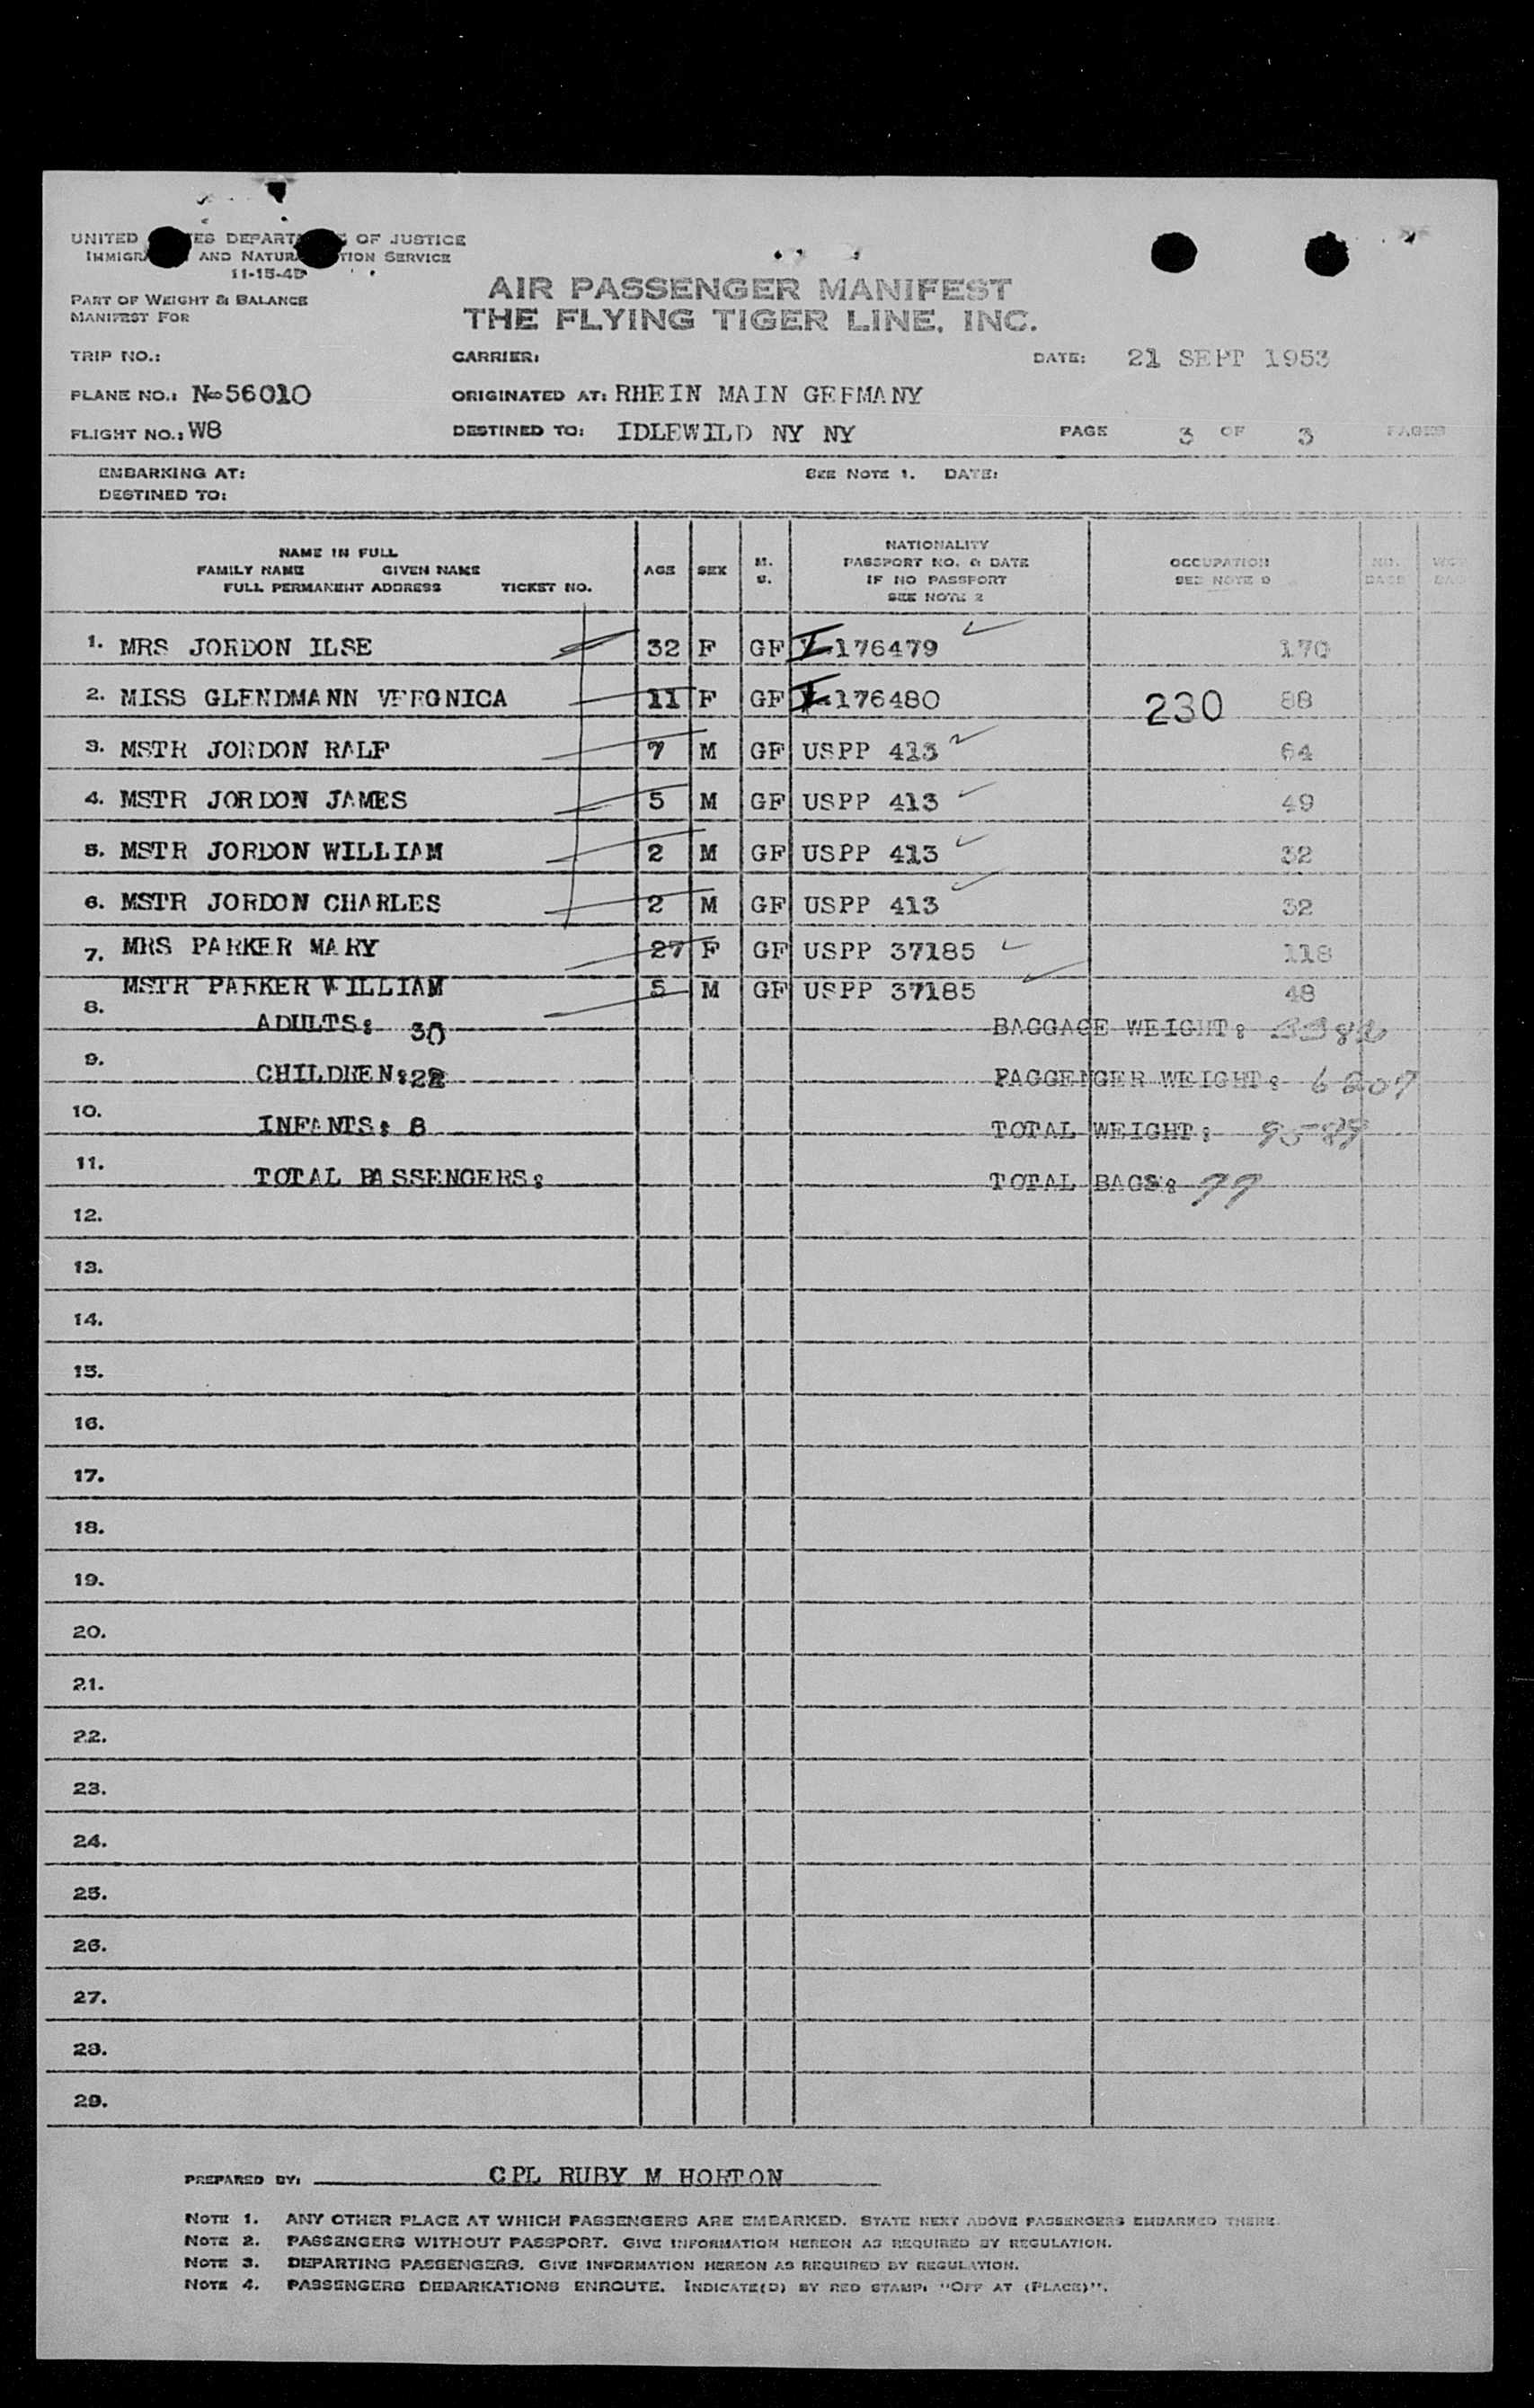 UNITED STATES DEPARTMENT OF JUSTICE
IMMIGRATION AND NATURALIZATION SERVICE
11-15-45
PART OF WEIGHT & BALANCE
MANIFEST FOR
AIR PASSENGER MANIFEST
THE FLYING TIGER LINE, INC.
TRIP NO.: CARRIER: DATE: 21 SEPT 1953
PLANE NO.: No 56010 ORIGINATED AT: RHEIN MAIN GERMANY
FLIGHT NO.: W8 DESTINED TO: IDLEWILD NY NY PAGE 3 OF 3 PAGES
EMBARKING AT: SEE NOTE 1. DATE:
DESTINED TO:
NAME IN FULL
FAMILY NAME GIVEN NAME
FULL PERMANENT ADDRESS TICKET NO.
AGE SEX M. S.
NATIONALITY
PASSPORT NO. & DATE
IF NO PASSPORT
SEE NOTE 2
OCCUPATION
SEE NOTE
NO. BAGS
1. MRS JORDON ILSE 32 F GF I-176479 170
2. MISS GLENDMANN VERONICA 11 F GF I-176480 230 88
3. MSTR JORDON RALF 7 M GF USPP 413 64
4. MSTR JORDON JAMES 5 M GF USPP 413 49
5. MSTR JORDON WILLIAM 2 M GF USPP 413 32
6. MSTR JORDON CHARLES 2 M GF USPP 413 32
7. MRS PARKER MARY 27 F GF USPP 37185 118
8. MSTR PARKER WILLIAM 5 M GF USPP 37185 48
ADULTS: 30 BAGGAGE WEIGHT:
9. CHILDREN: 22 PAGGENGER WEIGHT: 6207
10. INFANTS: 8 TOTAL WEIGHT: 9589
11. TOTAL PASSENGERS: TOTAL BAGS: 79
12.
13.
14.
15.
16.
17.
18.
19.
20.
21.
22.
23.
24.
25.
26.
27.
28.
29.
PREPARED BY: CPL RUBY M HORTON
NOTE 1. ANY OTHER PLACE AT WHICH PASSENGERS ARE EMBARKED. STATE NEXT ABOVE PASSENGERS EMBARKED THERE.
NOTE 2. PASSENGERS WITHOUT PASSPORT. GIVE INFORMATION HEREON AS REQUIRED BY REGULATION.
NOTE 3. DEPARTING PASSENGERS. GIVE INFORMATION HEREON AS REQUIRED BY REGULATION.
NOTE 4. PASSENGERS DEBARKATIONS ENROUTE. INDICATE(D) BY RED STAMP: "OFF AT (PLACE)".